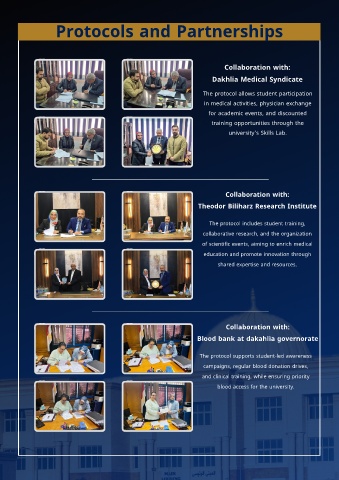 Protocols and Partnerships
Collaboration with:
Dakhlia Medical Syndicate
The protocol allows student participation
in medical activities, physician exchange
for academic events, and discounted
training opportunities through the
university's Skills Lab.
Collaboration with:
Theodor Biliharz Research Institute
The protocol includes student training,
collaborative research, and the organization
of scientific events, aiming to enrich medical
education and promote innovation through
shared expertise and resources.
Collaboration with:
Blood bank at dakahlia governorate
The protocol supports student-led awareness
campaigns, regular blood donation drives,
and clinical training, while ensuring priority
blood access for the university.